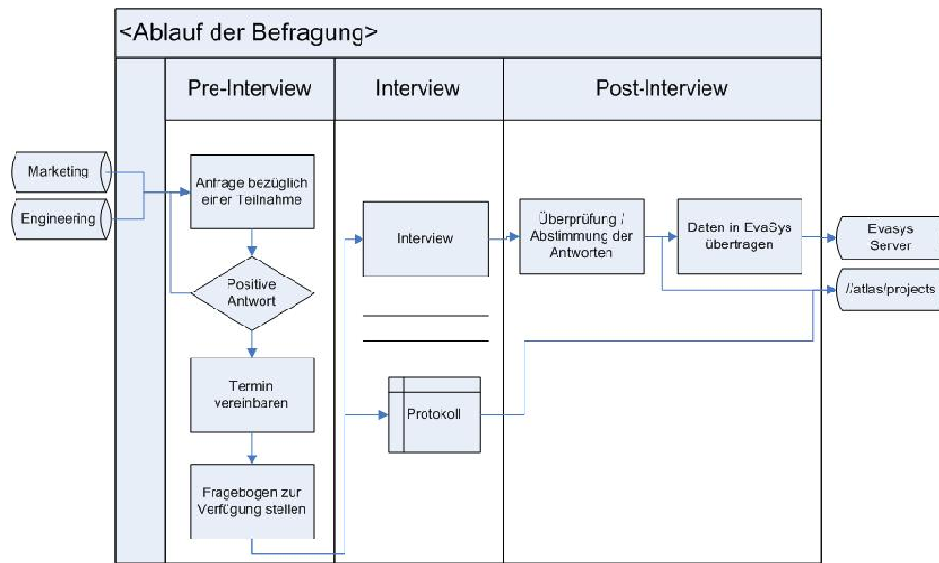 <Ablauf der Befragung>
Pre-Interview
Interview
Post-Interview
Marketing
Engineering
Anfrage bezüglich
einer Teilnahme
Positive
Antwort
Termin
vereinbaren
Fragebogen zur
Verfügung stellen
Interview
Protokoll
Überprüfung /
Abstimmung der
Antworten
Daten in EvaSys
übertragen
Evasys
Server
//atlas/projects